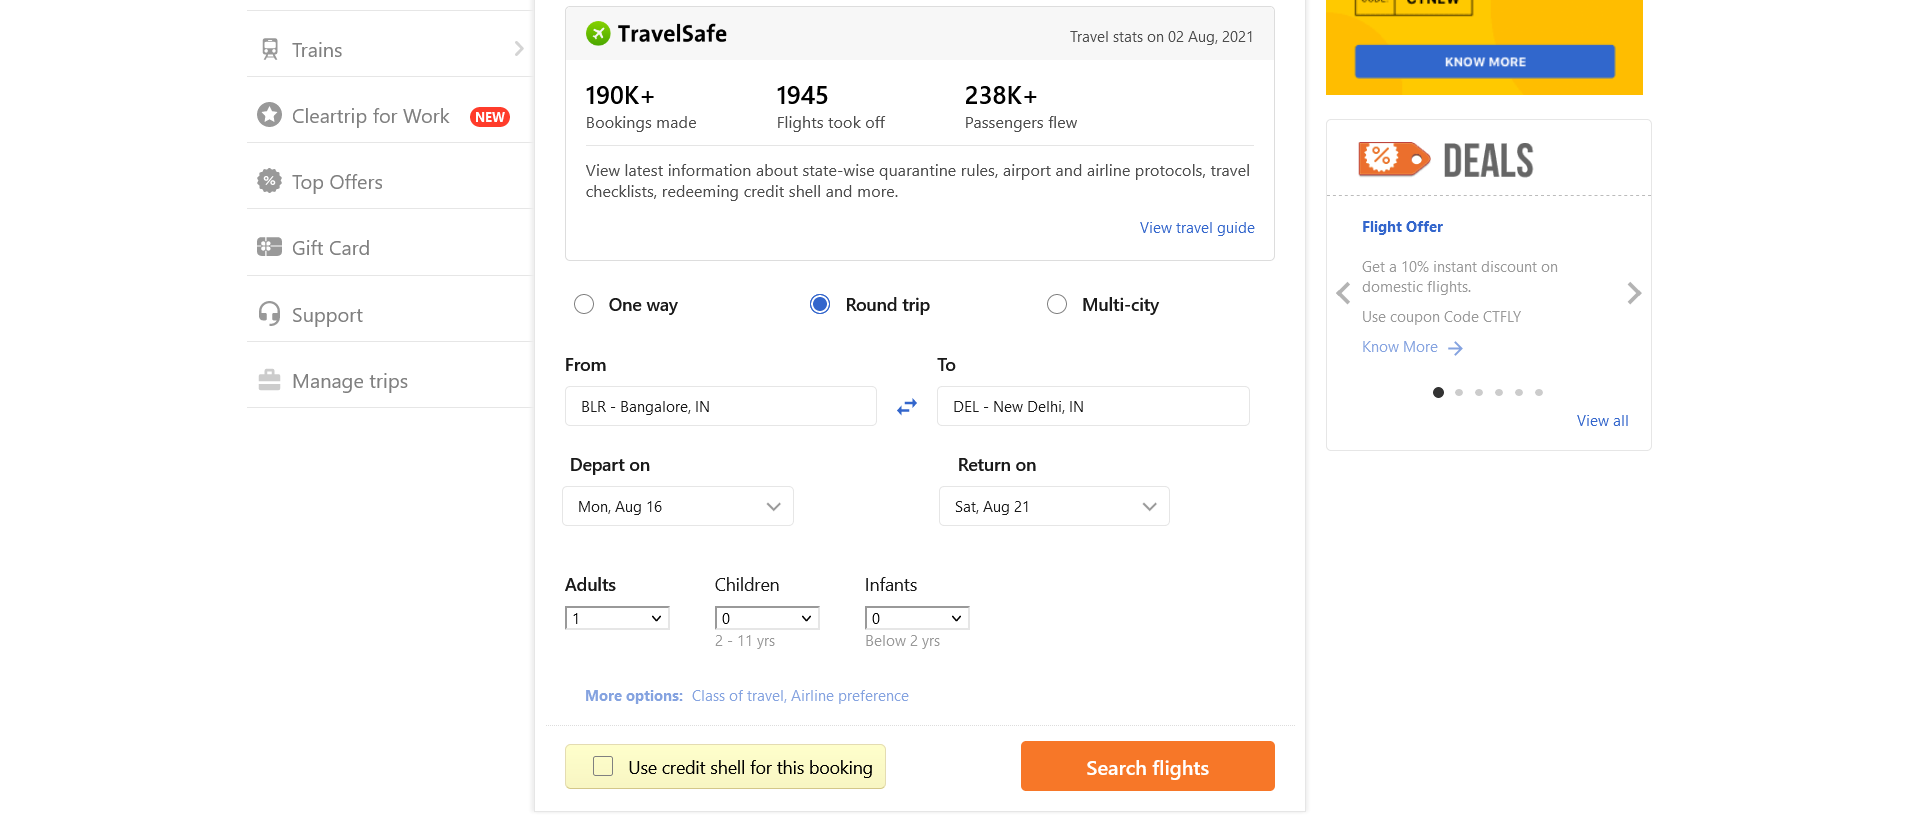 Trains
Cleartrip for Work NEW
Top Offers
Gift Card
Support
Manage trips
TravelSafe
Travel stats on 02 Aug, 2021
190K+ 1945 238K+
Bookings made Flights took off Passengers flew
View latest information about state-wise quarantine rules, airport and airline protocols, travel
checklists, redeeming credit shell and more.
View travel guide
One way Round trip Multi-city
From To
BLR - Bangalore, IN DEL - New Delhi, IN
Depart on Return on
Mon, Aug 16 Sat, Aug 21
Adults Children Infants
1 0 0
2 - 11 yrs Below 2 yrs
More options: Class of travel, Airline preference
Use credit shell for this booking
Search flights
CODE: CTNEW
KNOW MORE
% DEALS
Flight Offer
Get a 10% instant discount on
domestic flights.
Use coupon Code CTFLY
Know More
View all